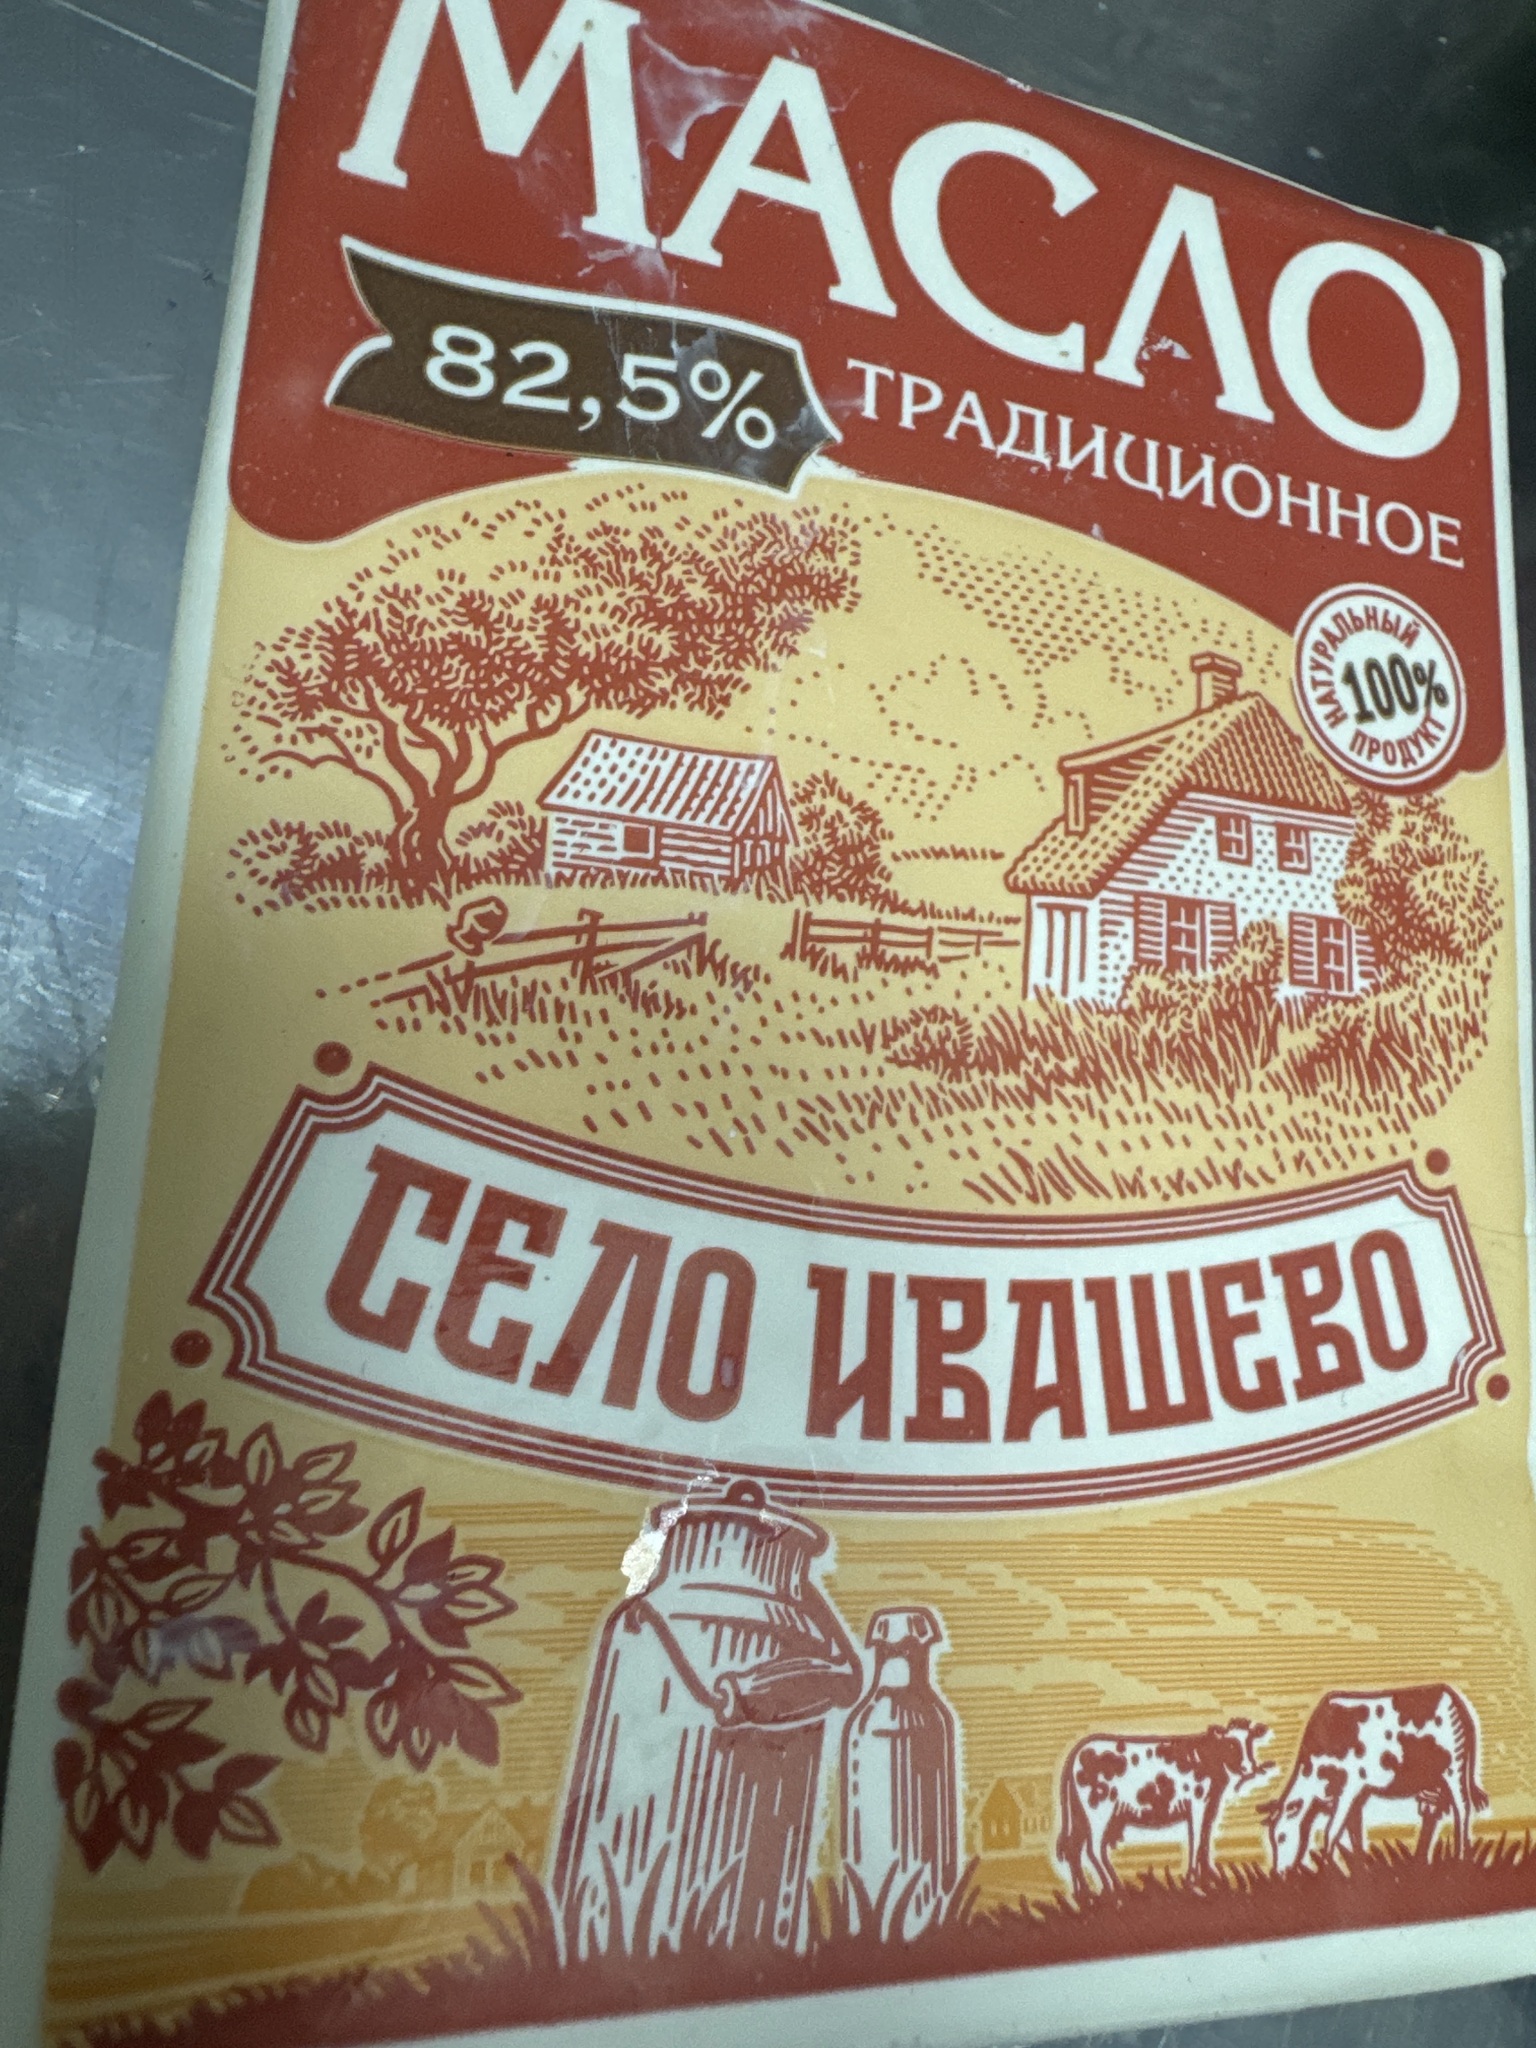 МАСЛО
82,5%
ТРАДИЦИОННОЕ
НАТУРАЛЬНЫЙ
100%
ПРОДУКТ
СЕЛО ИВАШЕВО